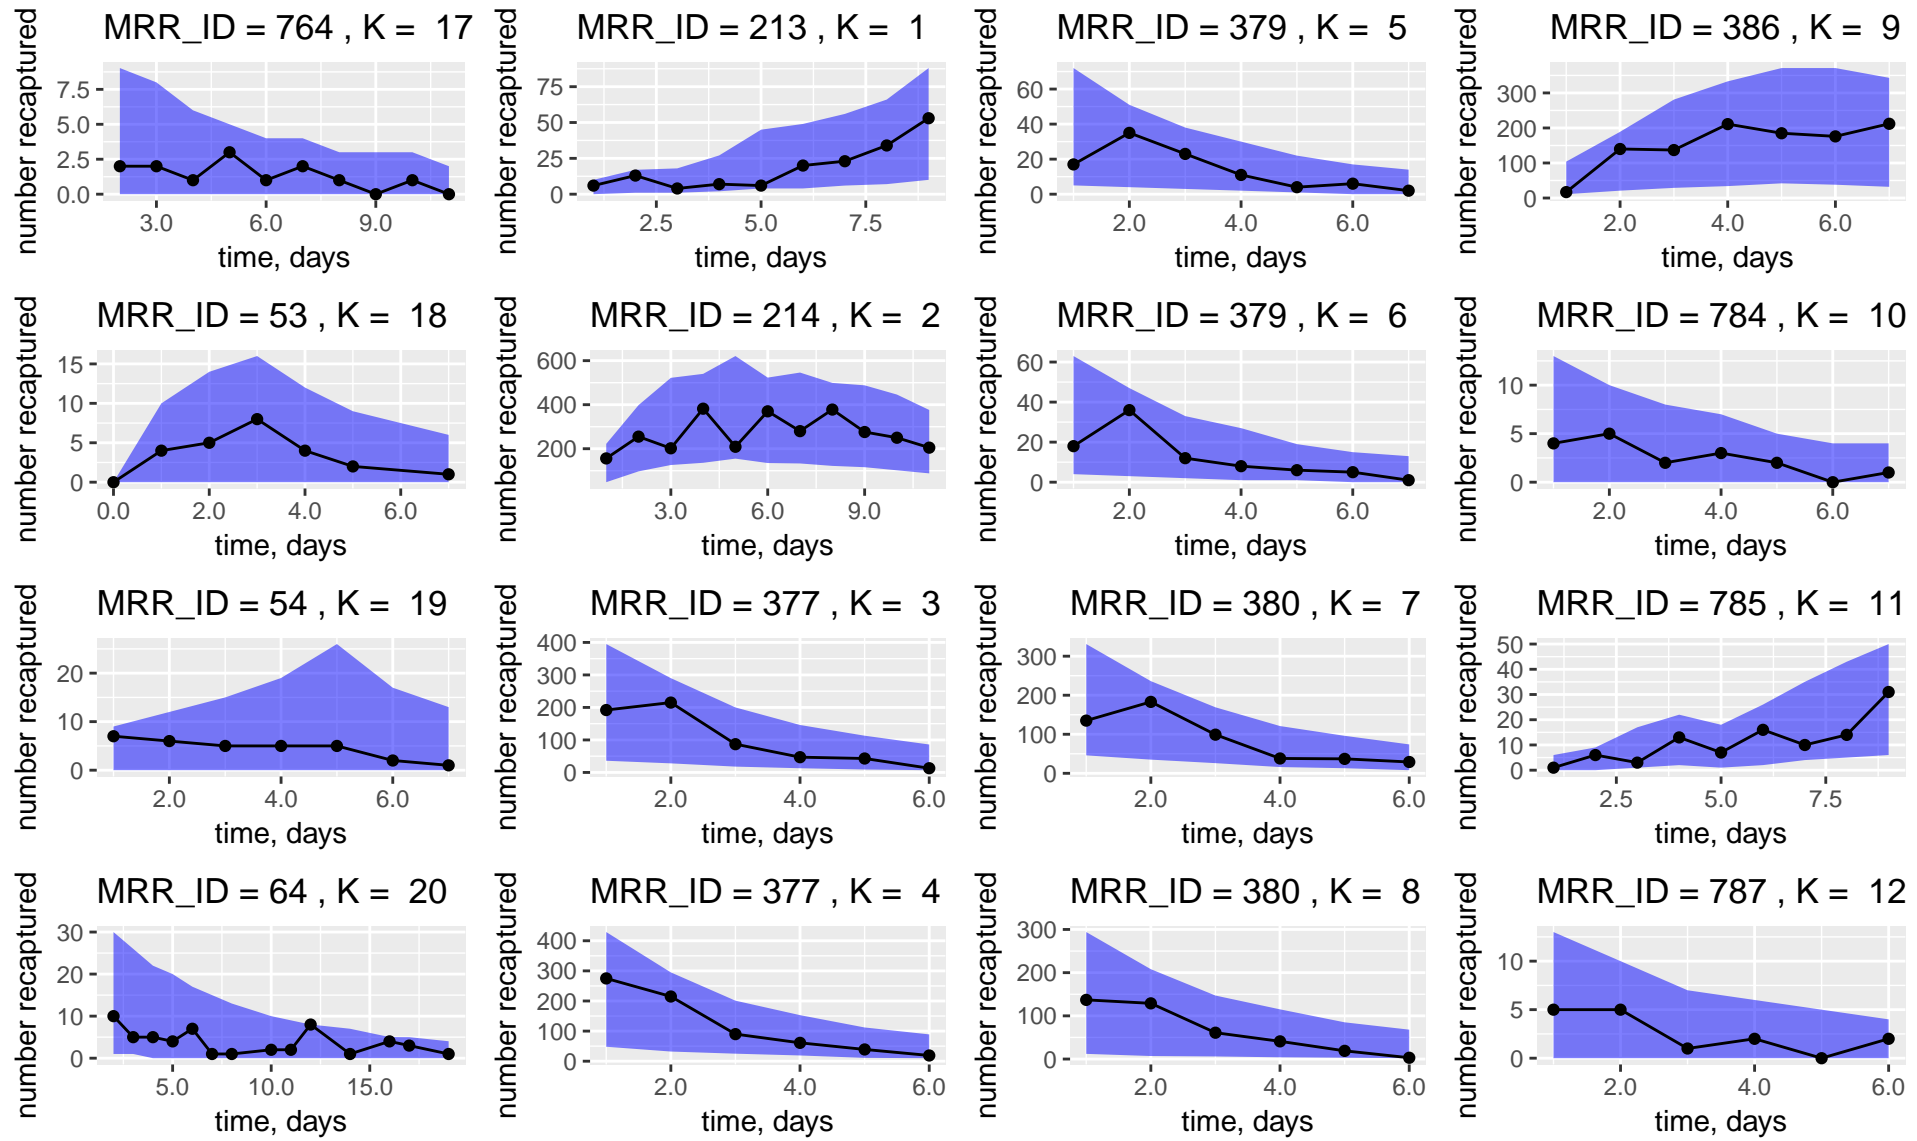 MRR_ID = 764 , K = 17
number recaptured
7.5
5.0
2.5
0.0
3.0 6.0 9.0
time, days
MRR_ID = 213 , K = 1
number recaptured
75
50
25
0
2.5 5.0 7.5
time, days
MRR_ID = 379 , K = 5
number recaptured
60
40
20
0
2.0 4.0 6.0
time, days
MRR_ID = 386 , K = 9
number recaptured
300
200
100
0
2.0 4.0 6.0
time, days
MRR_ID = 53 , K = 18
number recaptured
15
10
5
0
0.0 2.0 4.0 6.0
time, days
MRR_ID = 214 , K = 2
number recaptured
600
400
200
3.0 6.0 9.0
time, days
MRR_ID = 379 , K = 6
number recaptured
60
40
20
0
2.0 4.0 6.0
time, days
MRR_ID = 784 , K = 10
number recaptured
10
5
0
2.0 4.0 6.0
time, days
MRR_ID = 54 , K = 19
number recaptured
20
10
0
2.0 4.0 6.0
time, days
MRR_ID = 377 , K = 3
number recaptured
400
300
200
100
0
2.0 4.0 6.0
time, days
MRR_ID = 380 , K = 7
number recaptured
300
200
100
0
2.0 4.0 6.0
time, days
MRR_ID = 785 , K = 11
number recaptured
50
40
30
20
10
0
2.5 5.0 7.5
time, days
MRR_ID = 64 , K = 20
number recaptured
30
20
10
0
5.0 10.0 15.0
time, days
MRR_ID = 377 , K = 4
number recaptured
400
300
200
100
0
2.0 4.0 6.0
time, days
MRR_ID = 380 , K = 8
number recaptured
300
200
100
0
2.0 4.0 6.0
time, days
MRR_ID = 787 , K = 12
number recaptured
10
5
0
2.0 4.0 6.0
time, days